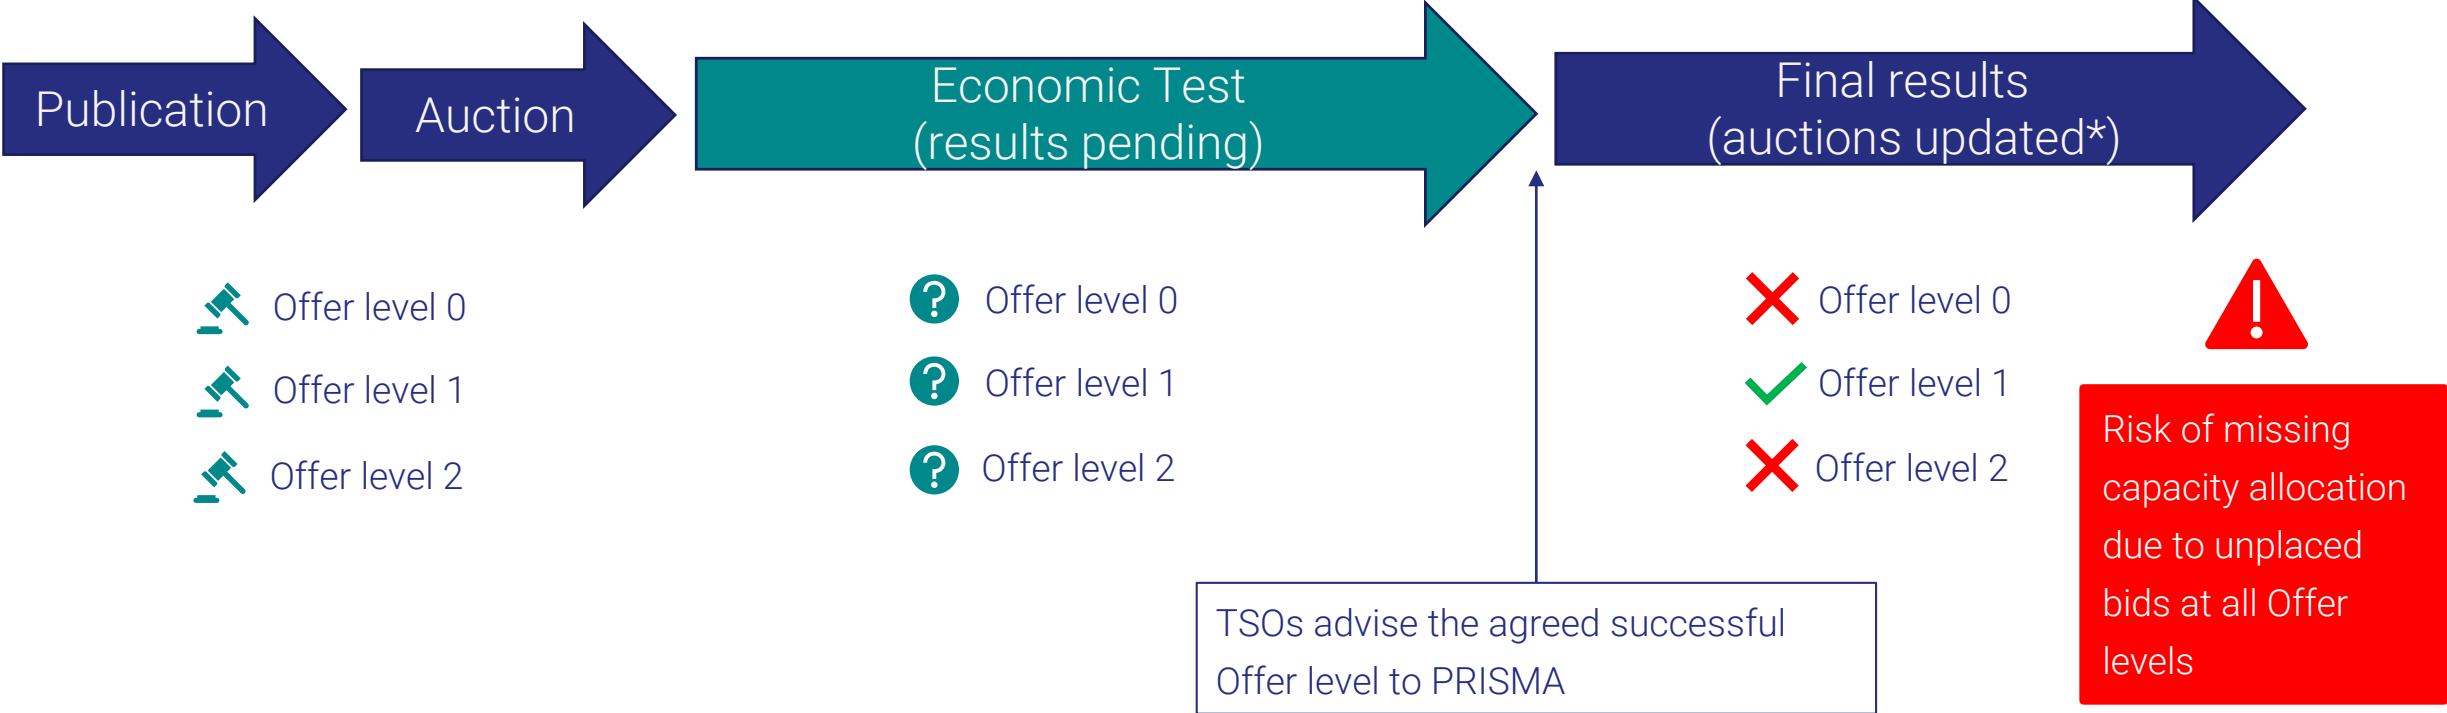 Publication
Auction
Economic Test
(results pending)
Final results
(auctions updated*)
Offer level 0
Offer level 1
Offer level 2
Offer level 0
Offer level 1
Offer level 2
Offer level 0
Offer level 1
Offer level 2
TSOs advise the agreed successful
Offer level to PRISMA
Risk of missing
capacity allocation
due to unplaced
bids at all Offer
levels